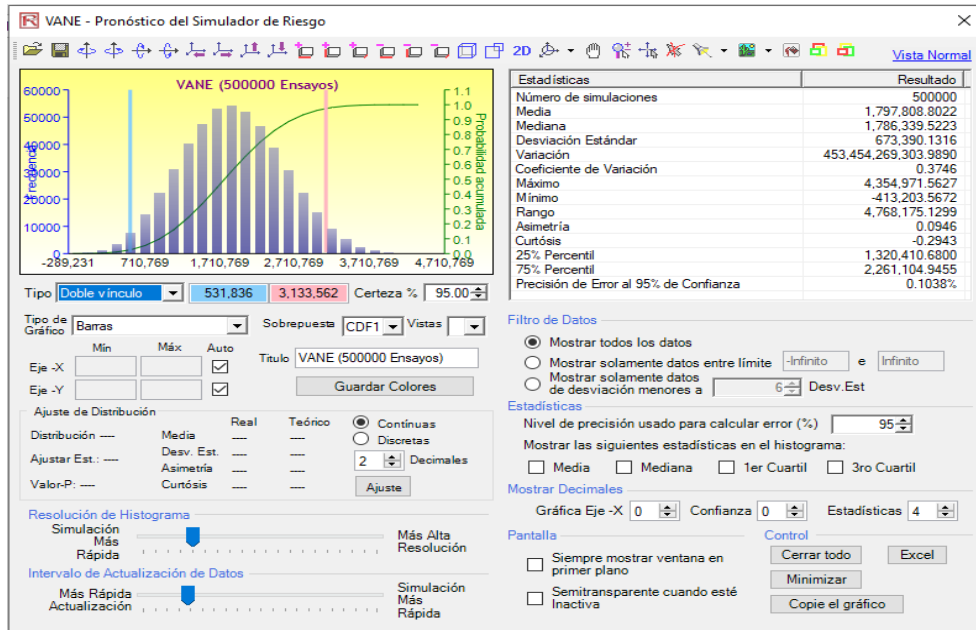 VANE - Pronóstico del Simulador de Riesgo
2D
Vista Normal
VANE (500000 Ensayos)
60000
50000
40000
30000
20000
10000
0
Frecuencia
1.1
1.0
0.9
0.8
0.7
0.6
0.5
0.4
0.3
0.2
0.1
0.0
Probabilidad acumulada
-289,231 710,769 1,710,769 2,710,769 3,710,769 4,710,769
Tipo Doble vínculo 531,836 3,133,562 Certeza % 95.00
Tipo de Gráfico Barras Sobrepuesta CDF1 Vistas
Mín Máx Auto
Eje -X
Eje -Y
Titulo VANE (500000 Ensayos)
Guardar Colores
Ajuste de Distribución
Real Teórico
Distribución ---- Media ---- ----
Ajustar Est.: ---- Desv. Est. ---- ----
Asimetría ---- ----
Valor-P: ---- Curtósis ---- ----
Contínuas
Discretas
2 Decimales
Ajuste
Resolución de Histograma
Simulación Más Rápida
Más Alta Resolución
Intervalo de Actualización de Datos
Más Rápida Actualización
Simulación Más Rápida
Estadísticas Resultado
Número de simulaciones 500000
Media 1,797,808.8022
Mediana 1,786,339.5223
Desviación Estándar 673,390.1316
Variación 453,454,269,303.9890
Coeficiente de Variación 0.3746
Máximo 4,354,971.5627
Mínimo -413,203.5672
Rango 4,768,175.1299
Asimetría 0.0946
Curtósis -0.2943
25% Percentil 1,320,410.6800
75% Percentil 2,261,104.9455
Precisión de Error al 95% de Confianza 0.1038%
Filtro de Datos
Mostrar todos los datos
Mostrar solamente datos entre límite -Infinito e Infinito
Mostrar solamente datos de desviación menores a 6 Desv.Est
Estadísticas
Nivel de precisión usado para calcular error (%) 95
Mostrar las siguientes estadísticas en el histograma:
Media Mediana 1er Cuartil 3ro Cuartil
Mostrar Decimales
Gráfica Eje -X 0 Confianza 0 Estadísticas 4
Pantalla
Siempre mostrar ventana en primer plano
Semitransparente cuando esté Inactiva
Control
Cerrar todo Excel
Minimizar
Copie el gráfico